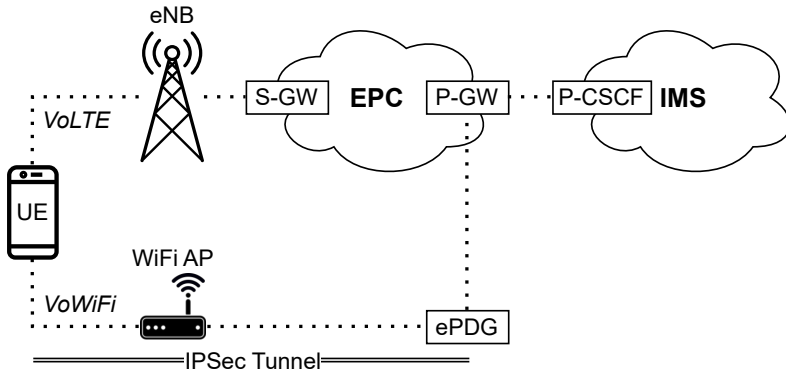 eNB
S-GW
EPC
P-GW
P-CSCF
IMS
VoLTE
UE
WiFi AP
VoWiFi
ePDG
IPSec Tunnel